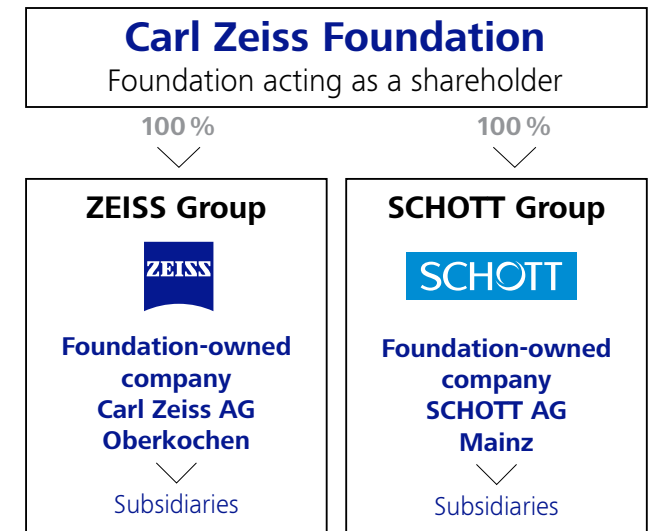 Carl Zeiss Foundation
Foundation acting as a shareholder
100 %
100 %
ZEISS Group
ZEISS
Foundation-owned
company
Carl Zeiss AG
Oberkochen
Subsidiaries
SCHOTT Group
SCHOTT
Foundation-owned
company
SCHOTT AG
Mainz
Subsidiaries